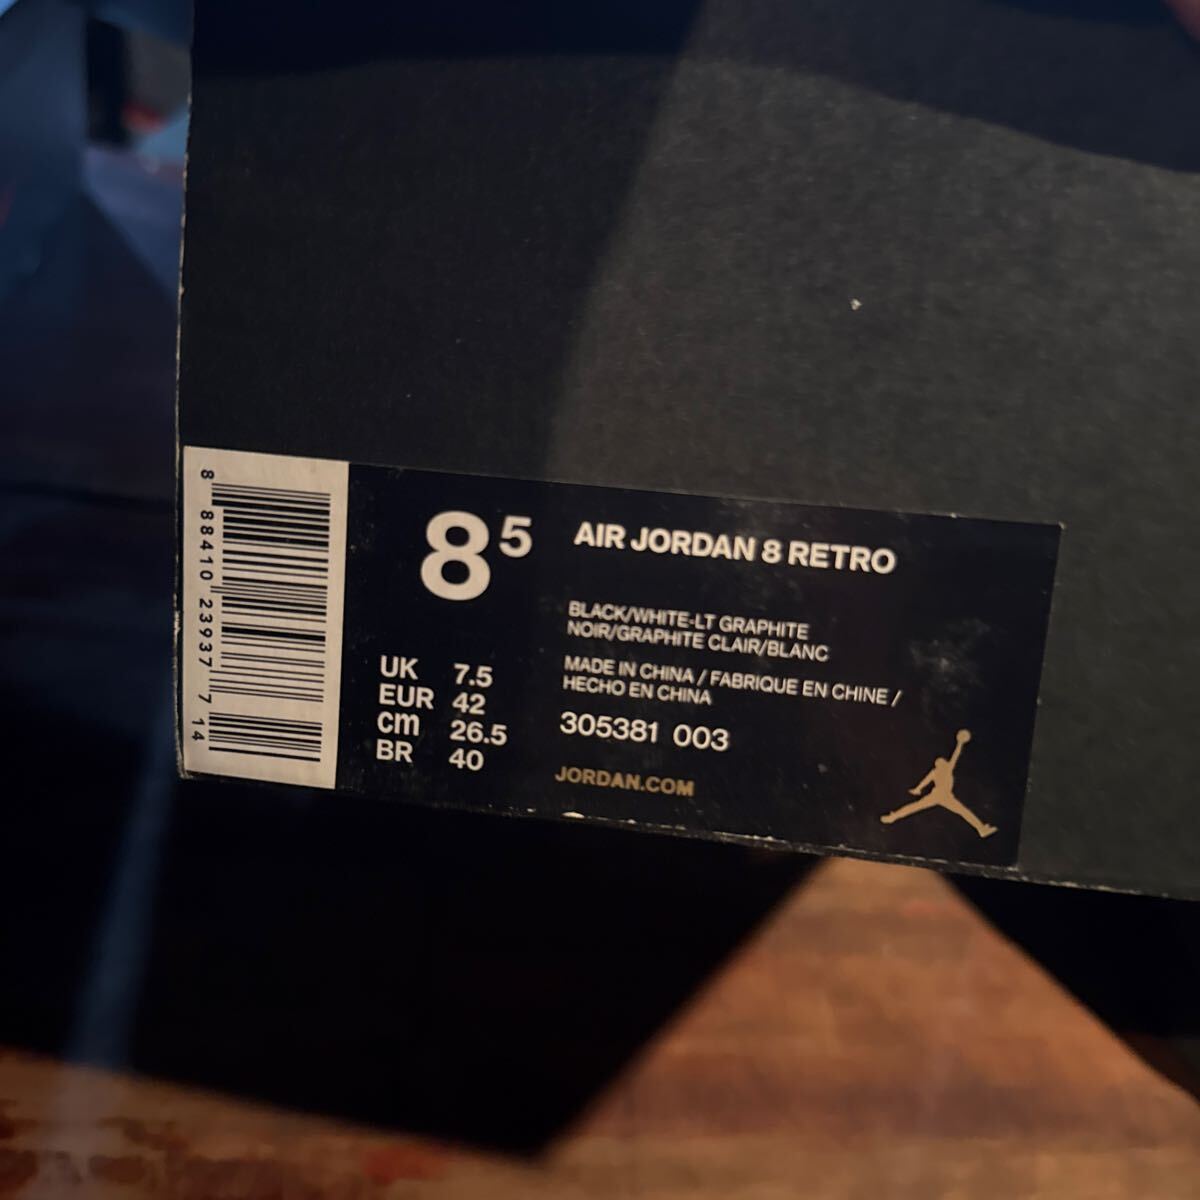 8 88410 23937 7 14
8 5
AIR JORDAN 8 RETRO
BLACK/WHITE-LT GRAPHITE
NOIR/GRAPHITE CLAIR/BLANC
MADE IN CHINA / FABRIQUE EN CHINE /
HECHO EN CHINA
305381 003
JORDAN.COM
UK 7.5
EUR 42
cm 26.5
BR 40